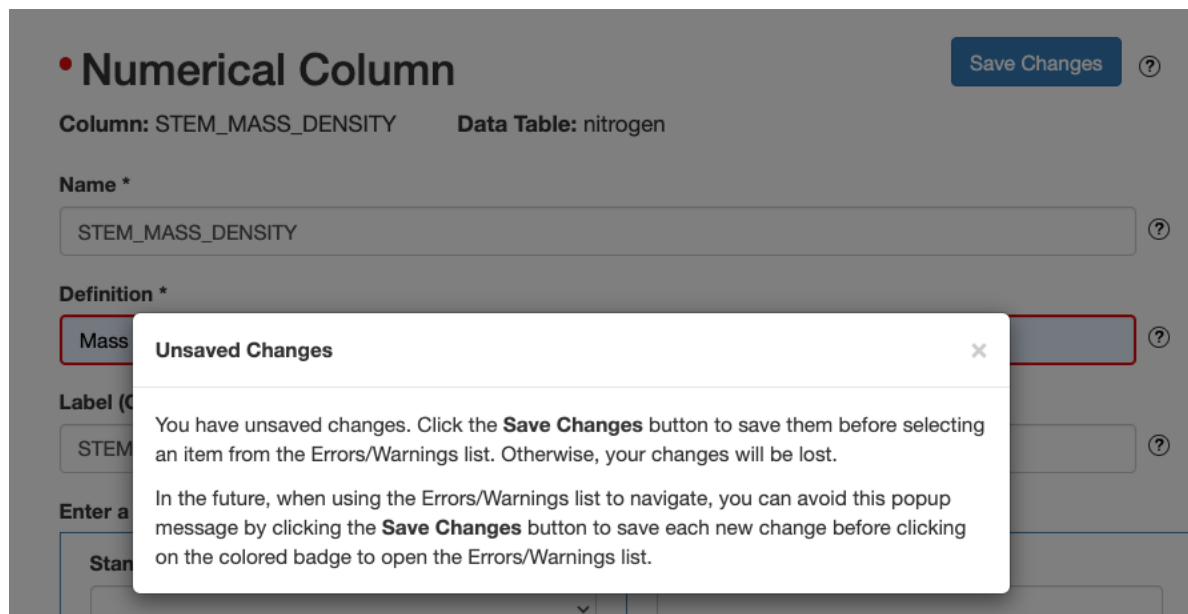 Numerical Column
Save Changes ?
Column: STEM_MASS_DENSITY Data Table: nitrogen
Name *
STEM_MASS_DENSITY ?
Definition *
Mass ?
Unsaved Changes ×
Label (
STEM ?
You have unsaved changes. Click the Save Changes button to save them before selecting
an item from the Errors/Warnings list. Otherwise, your changes will be lost.
In the future, when using the Errors/Warnings list to navigate, you can avoid this popup
message by clicking the Save Changes button to save each new change before clicking
on the colored badge to open the Errors/Warnings list.
Enter a
Stan